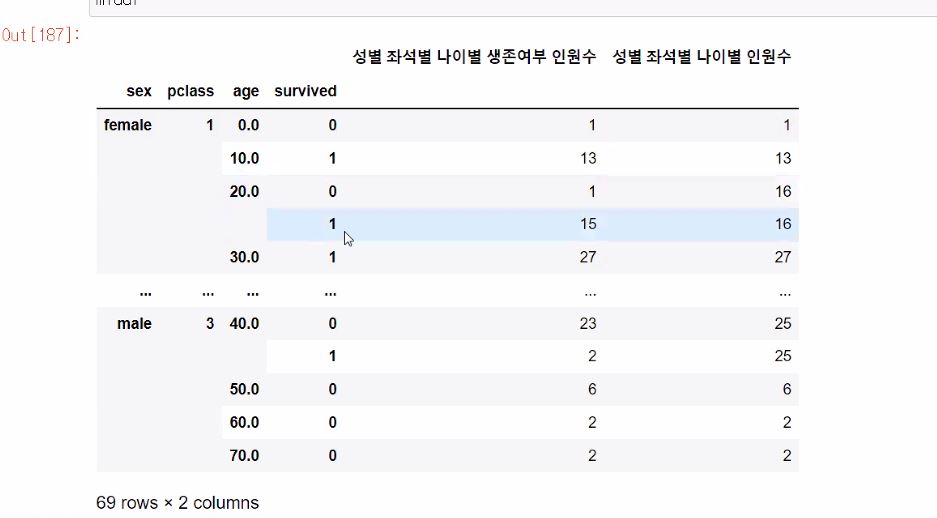 Out[187]:
성별 좌석별 나이별 생존여부 인원수 성별 좌석별 나이별 인원수
sex pclass age survived
female 1 0.0 0 1 1
10.0 1 13 13
20.0 0 1 16
1 15 16
30.0 1 27 27
... ... ... ... ... ...
male 3 40.0 0 23 25
1 2 25
50.0 0 6 6
60.0 0 2 2
70.0 0 2 2
69 rows × 2 columns